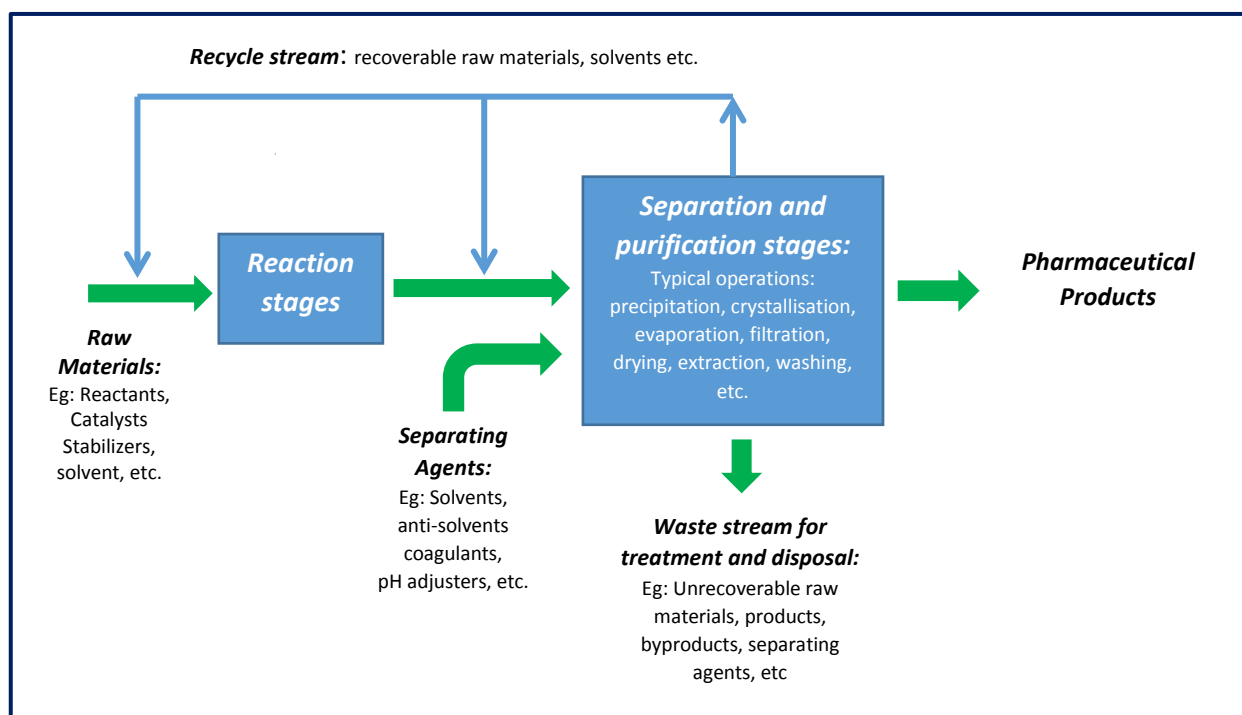 Recycle stream: recoverable raw materials, solvents etc.
Reaction
stages
Separation and
purification stages:
Typical operations:
precipitation, crystallisation,
evaporation, filtration,
drying, extraction, washing,
etc.
Pharmaceutical
Products
Raw
Materials:
Eg: Reactants,
Catalysts
Stabilizers,
solvent, etc.
Separating
Agents:
Eg: Solvents,
anti-solvents
coagulants,
pH adjusters, etc.
Waste stream for
treatment and disposal:
Eg: Unrecoverable raw
materials, products,
byproducts, separating
agents, etc